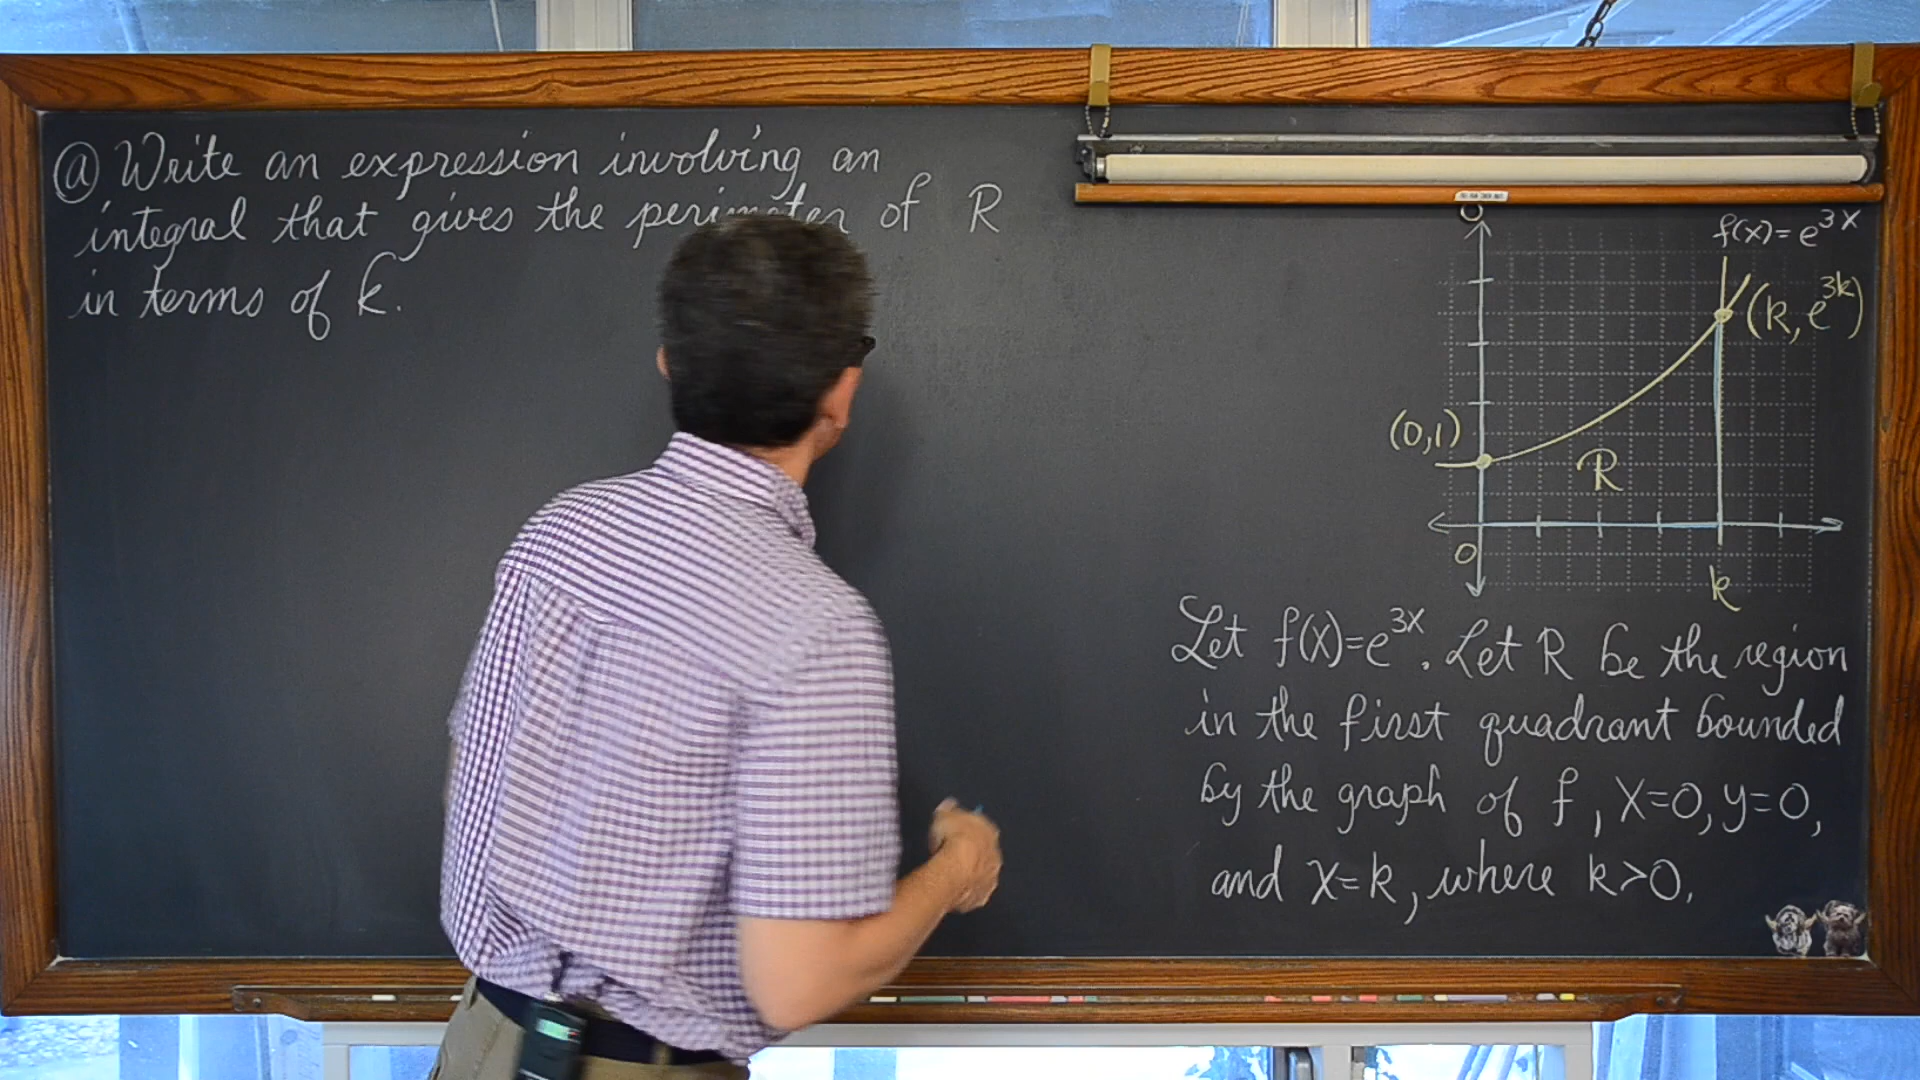 ⓐ Write an expression involving an
integral that gives the perimeter of R
in terms of k.
f(x)=e^3x
(k, e^3k)
(0,1)
R
0
k
Let f(x)=e^3x. Let R be the region
in the first quadrant bounded
by the graph of f, x=0, y=0,
and x=k, where k>0.